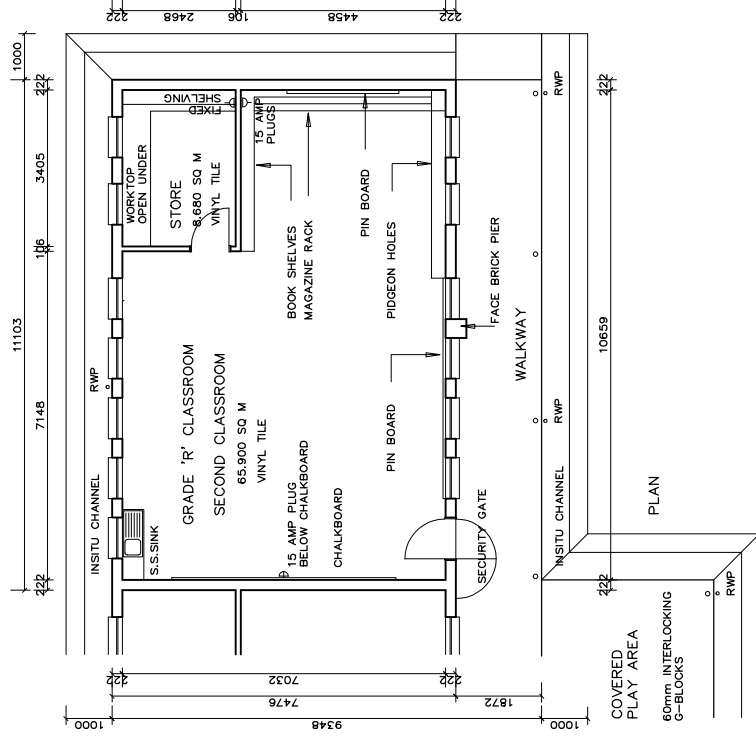 222
2468
106
4458
222
1000
222
3405
106
7148
222
11103
FIXED
SHELVING
WORKTOP
OPEN UNDER
STORE
8.680 SQ M
VINYL TILE
15 AMP
PLUGS
BOOK SHELVES
MAGAZINE RACK
PIN BOARD
PIDGEON HOLES
FACE BRICK PIER
WALKWAY
RWP
RWP
GRADE 'R' CLASSROOM
SECOND CLASSROOM
65.900 SQ M
VINYL TILE
PIN BOARD
INSITU CHANNEL
S.S.SINK
15 AMP PLUG
BELOW CHALKBOARD
CHALKBOARD
SECURITY GATE
INSITU CHANNEL
RWP
222
10659
222
PLAN
RWP
COVERED
PLAY AREA
60mm INTERLOCKING
G-BLOCKS
222
7032
222
7476
1872
1000
9348
1000